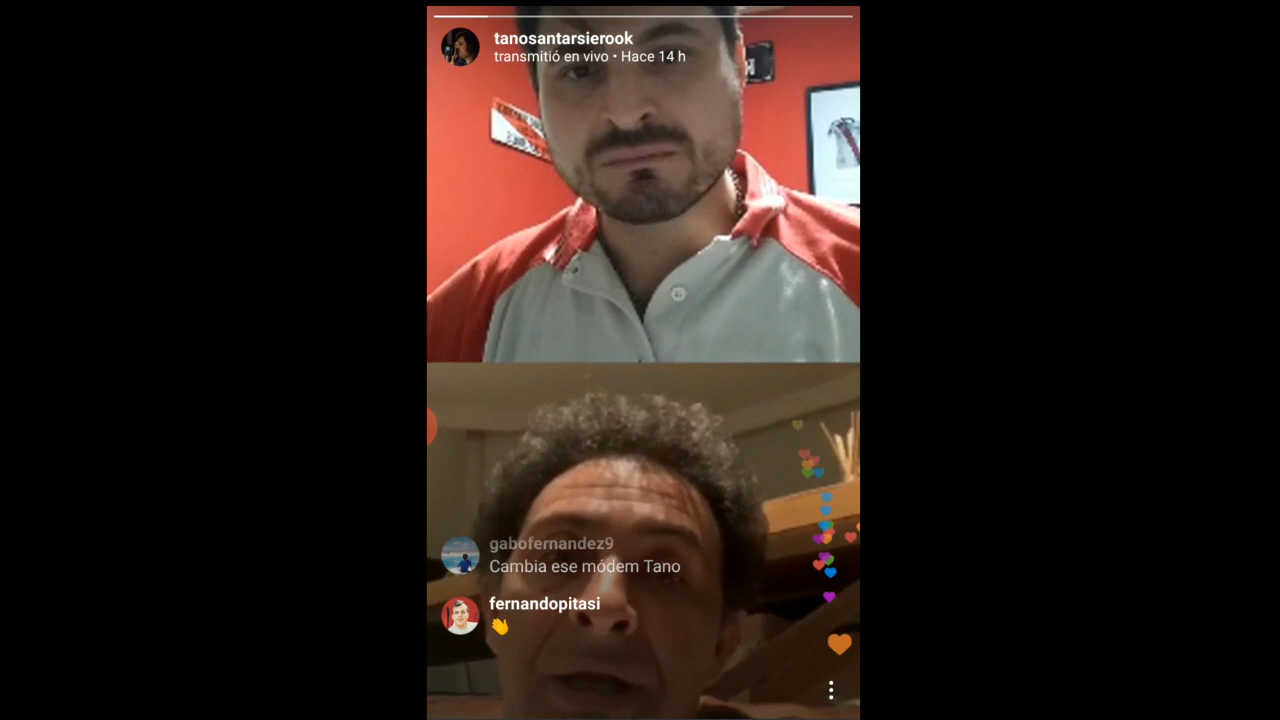 tanosantarsierook
transmitió en vivo • Hace 14 h
gabofernandez9
Cambia ese módem Tano
fernandopitasi
👋